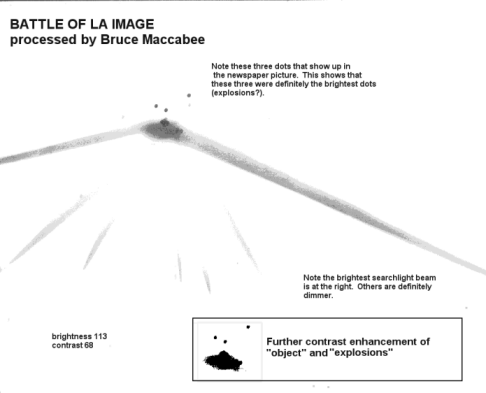 BATTLE OF LA IMAGE
processed by Bruce Maccabee
Note these three dots that show up in
the newspaper picture. This shows that
these three were definitely the brightest dots
(explosions?).
Note the brightest searchlight beam
is at the right. Others are definitely
dimmer.
brightness 113
contrast 68
Further contrast enhancement of
"object" and "explosions"